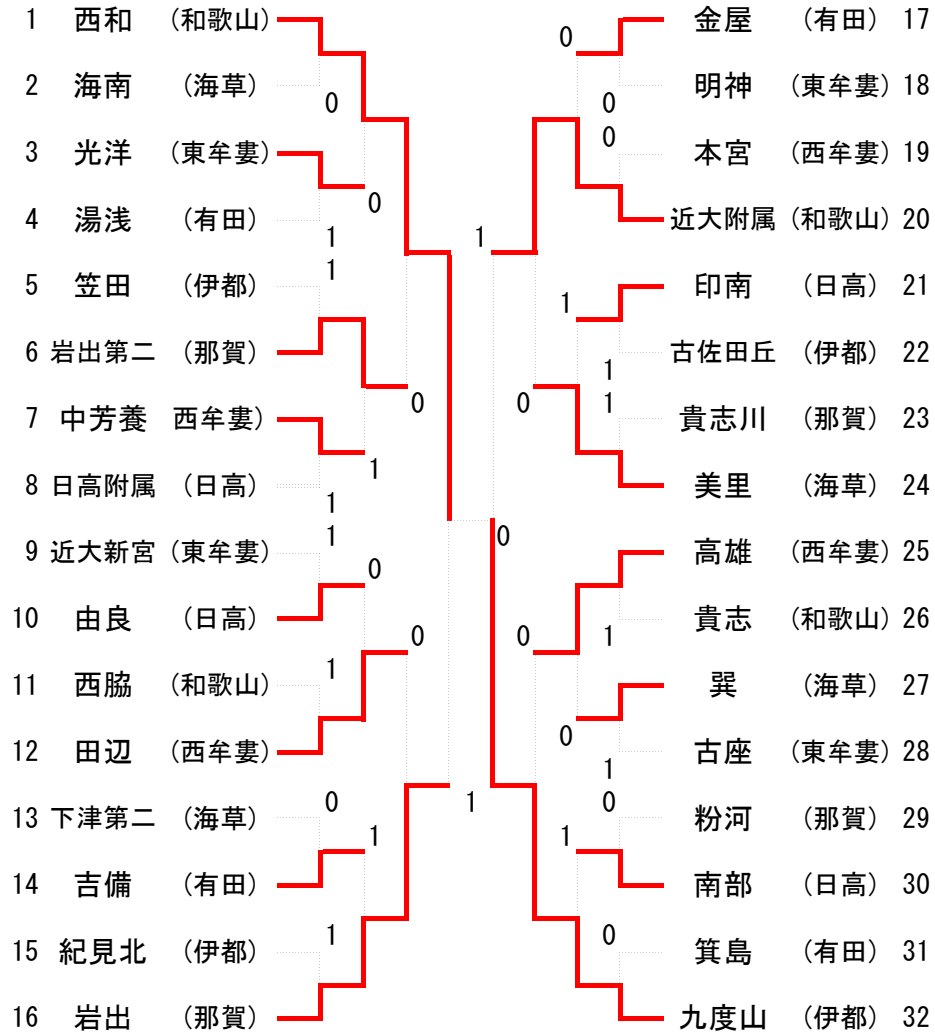 1 西和 (和歌山)
2 海南 (海草)
0
3 光洋 (東牟婁)
0
4 湯浅 (有田)
1
1
5 笠田 (伊都)
6 岩出第二 (那賀)
0
7 中芳養 西牟婁)
1
8 日高附属 (日高)
1
1
9 近大新宮 (東牟婁)
0
10 由良 (日高)
0
1
11 西脇 (和歌山)
12 田辺 (西牟婁)
0
13 下津第二 (海草)
1
14 吉備 (有田)
1
15 紀見北 (伊都)
16 岩出 (那賀)
1
0
1
0
金屋 (有田) 17
0
明神 (東牟婁) 18
0
本宮 (西牟婁) 19
近大附属 (和歌山) 20
印南 (日高) 21
1
古佐田丘 (伊都) 22
1
0
1
貴志川 (那賀) 23
美里 (海草) 24
高雄 (西牟婁) 25
貴志 (和歌山) 26
0
1
巽 (海草) 27
0
古座 (東牟婁) 28
1
0
粉河 (那賀) 29
1
南部 (日高) 30
0
箕島 (有田) 31
九度山 (伊都) 32